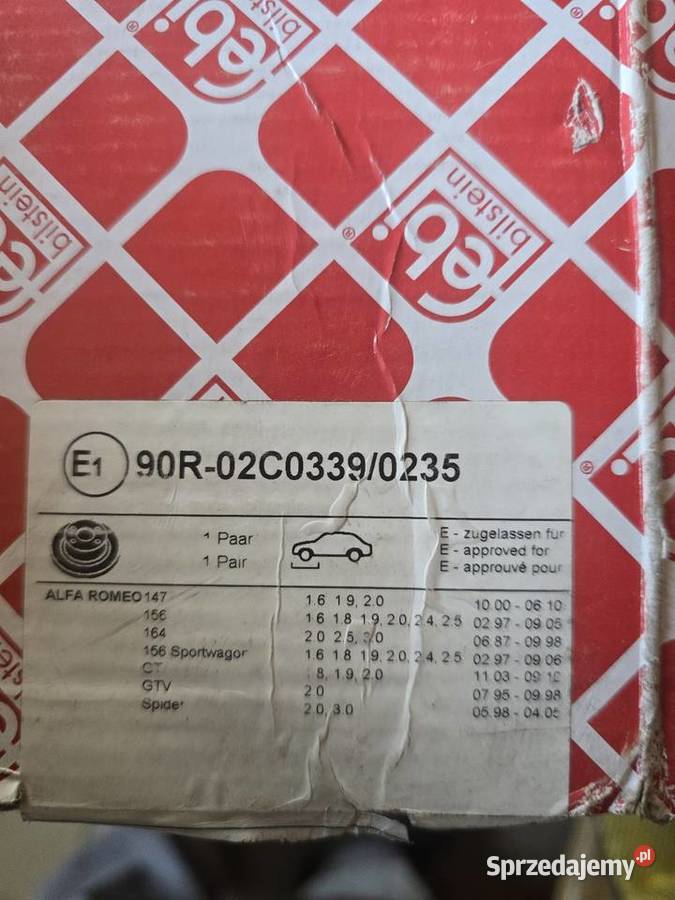 febi
bilstein
®
®
febi
bilstein
febi
bilstein
®
®
E1 90R-02C0339/0235
1 Paar
1 Pair
E - zugelassen für
E - approved for
E - approuvé pour
ALFA ROMEO 147 1.6 1.9, 2.0 10.00 - 06.10
156 1.6 1.8 1.9, 2.0, 2.4, 2.5 02.97 - 09.05
164 2.0 2.5, 3.0 06.87 - 09.98
156 Sportwagon 1.6 1.8 1.9, 2.0, 2.4, 2.5 02.97 - 09.06
GT 1.8, 1.9, 2.0 11.03 - 09.10
GTV 2.0 07.95 - 09.98
Spider 2.0, 3.0 05.98 - 04.05
Sprzedajemy.pl